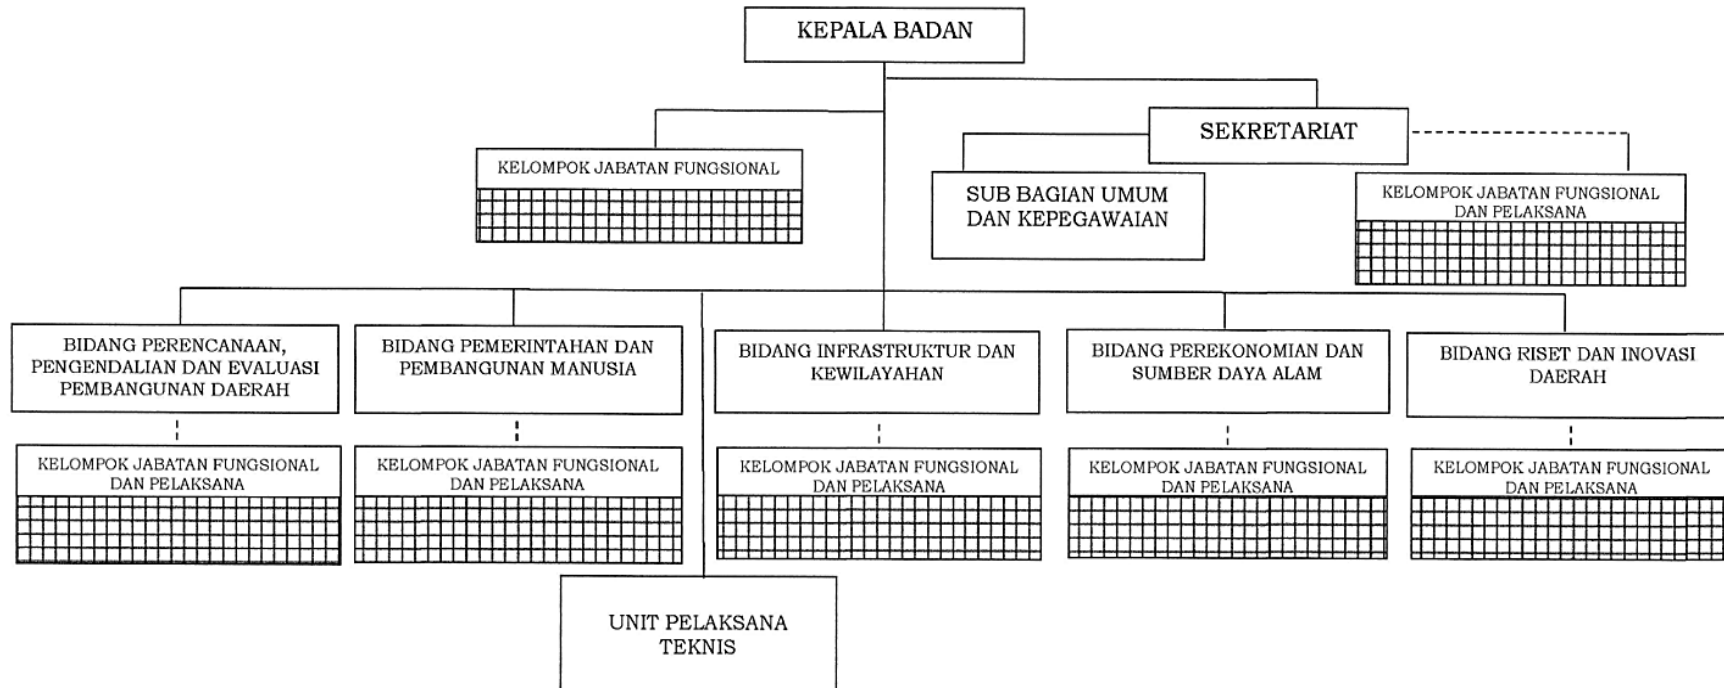 KEPALA BADAN
SEKRETARIAT
KELOMPOK JABATAN FUNGSIONAL
SUB BAGIAN UMUM
DAN KEPEGAWAIAN
KELOMPOK JABATAN FUNGSIONAL
DAN PELAKSANA
BIDANG PERENCANAAN,
PENGENDALIAN DAN EVALUASI
PEMBANGUNAN DAERAH
BIDANG PEMERINTAHAN DAN
PEMBANGUNAN MANUSIA
BIDANG INFRASTRUKTUR DAN
KEWILAYAHAN
BIDANG PEREKONOMIAN DAN
SUMBER DAYA ALAM
BIDANG RISET DAN INOVASI
DAERAH
KELOMPOK JABATAN FUNGSIONAL
DAN PELAKSANA
KELOMPOK JABATAN FUNGSIONAL
DAN PELAKSANA
KELOMPOK JABATAN FUNGSIONAL
DAN PELAKSANA
KELOMPOK JABATAN FUNGSIONAL
DAN PELAKSANA
KELOMPOK JABATAN FUNGSIONAL
DAN PELAKSANA
UNIT PELAKSANA
TEKNIS